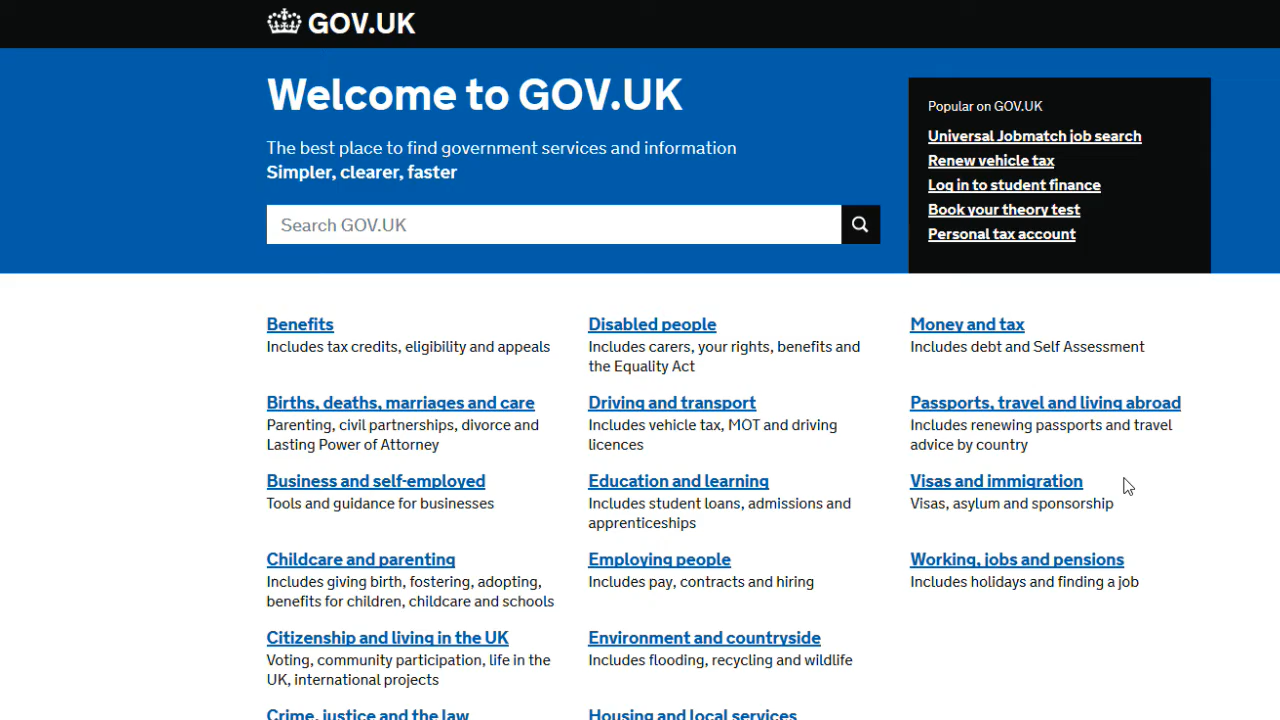 GOV.UK
Welcome to GOV.UK
The best place to find government services and information
Simpler, clearer, faster
Search GOV.UK
Popular on GOV.UK
Universal Jobmatch job search
Renew vehicle tax
Log in to student finance
Book your theory test
Personal tax account
Benefits
Includes tax credits, eligibility and appeals
Births, deaths, marriages and care
Parenting, civil partnerships, divorce and
Lasting Power of Attorney
Business and self-employed
Tools and guidance for businesses
Childcare and parenting
Includes giving birth, fostering, adopting,
benefits for children, childcare and schools
Citizenship and living in the UK
Voting, community participation, life in the
UK, international projects
Crime, justice and the law
Disabled people
Includes carers, your rights, benefits and
the Equality Act
Driving and transport
Includes vehicle tax, MOT and driving
licences
Education and learning
Includes student loans, admissions and
apprenticeships
Employing people
Includes pay, contracts and hiring
Environment and countryside
Includes flooding, recycling and wildlife
Housing and local services
Money and tax
Includes debt and Self Assessment
Passports, travel and living abroad
Includes renewing passports and travel
advice by country
Visas and immigration
Visas, asylum and sponsorship
Working, jobs and pensions
Includes holidays and finding a job